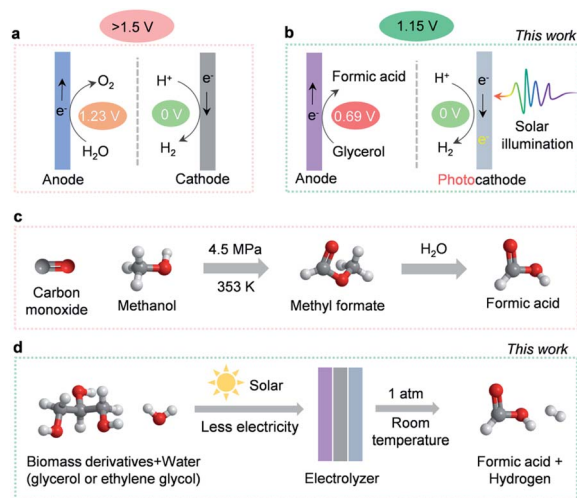 >1.5 V
1.15 V
This work
a
O₂
e⁻
1.23 V
H₂O
Anode
H⁺
e⁻
0 V
H₂
Cathode
b
Formic acid
e⁻
0.69 V
Glycerol
Anode
H⁺
e⁻
0 V
e⁻
H₂
Photocathode
Solar
illumination
c
Carbon
monoxide
Methanol
4.5 MPa
353 K
Methyl formate
H₂O
Formic acid
This work
d
Biomass derivatives+Water
(glycerol or ethylene glycol)
Solar
Less electricity
Electrolyzer
1 atm
Room
temperature
Formic acid +
Hydrogen